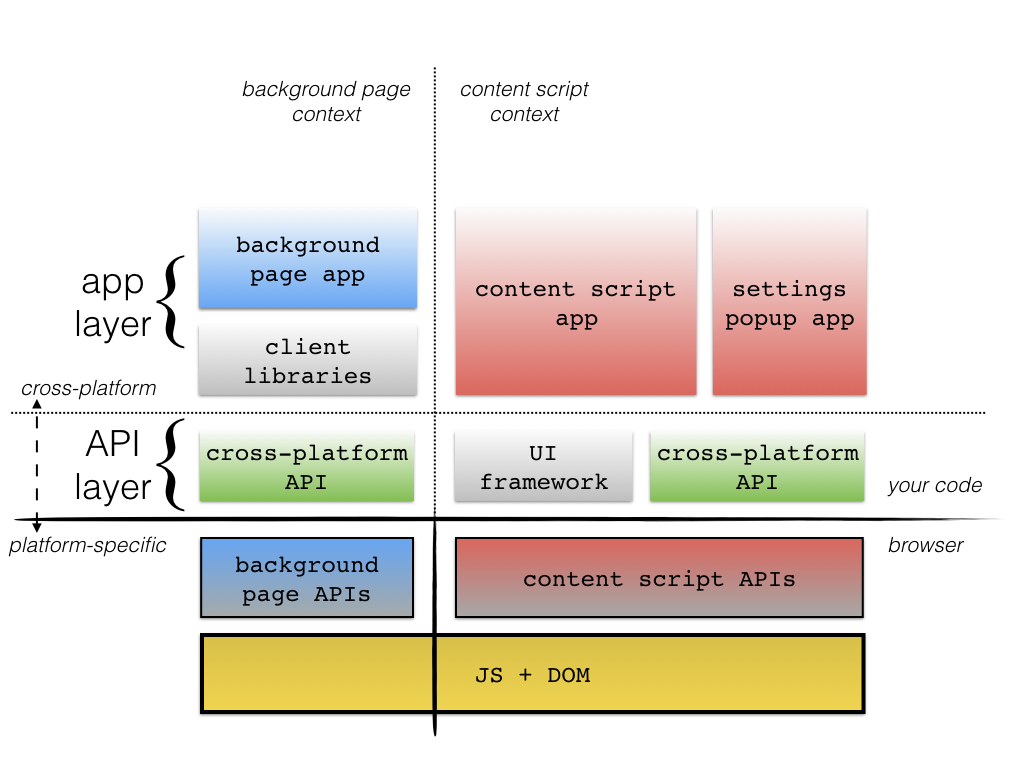 background page
context
content script
context
background
page app
content script
app
settings
popup app
app
layer
client
libraries
cross-platform
API
layer
cross-platform
API
UI
framework
cross-platform
API
your code
platform-specific
browser
background
page APIs
content script APIs
JS + DOM